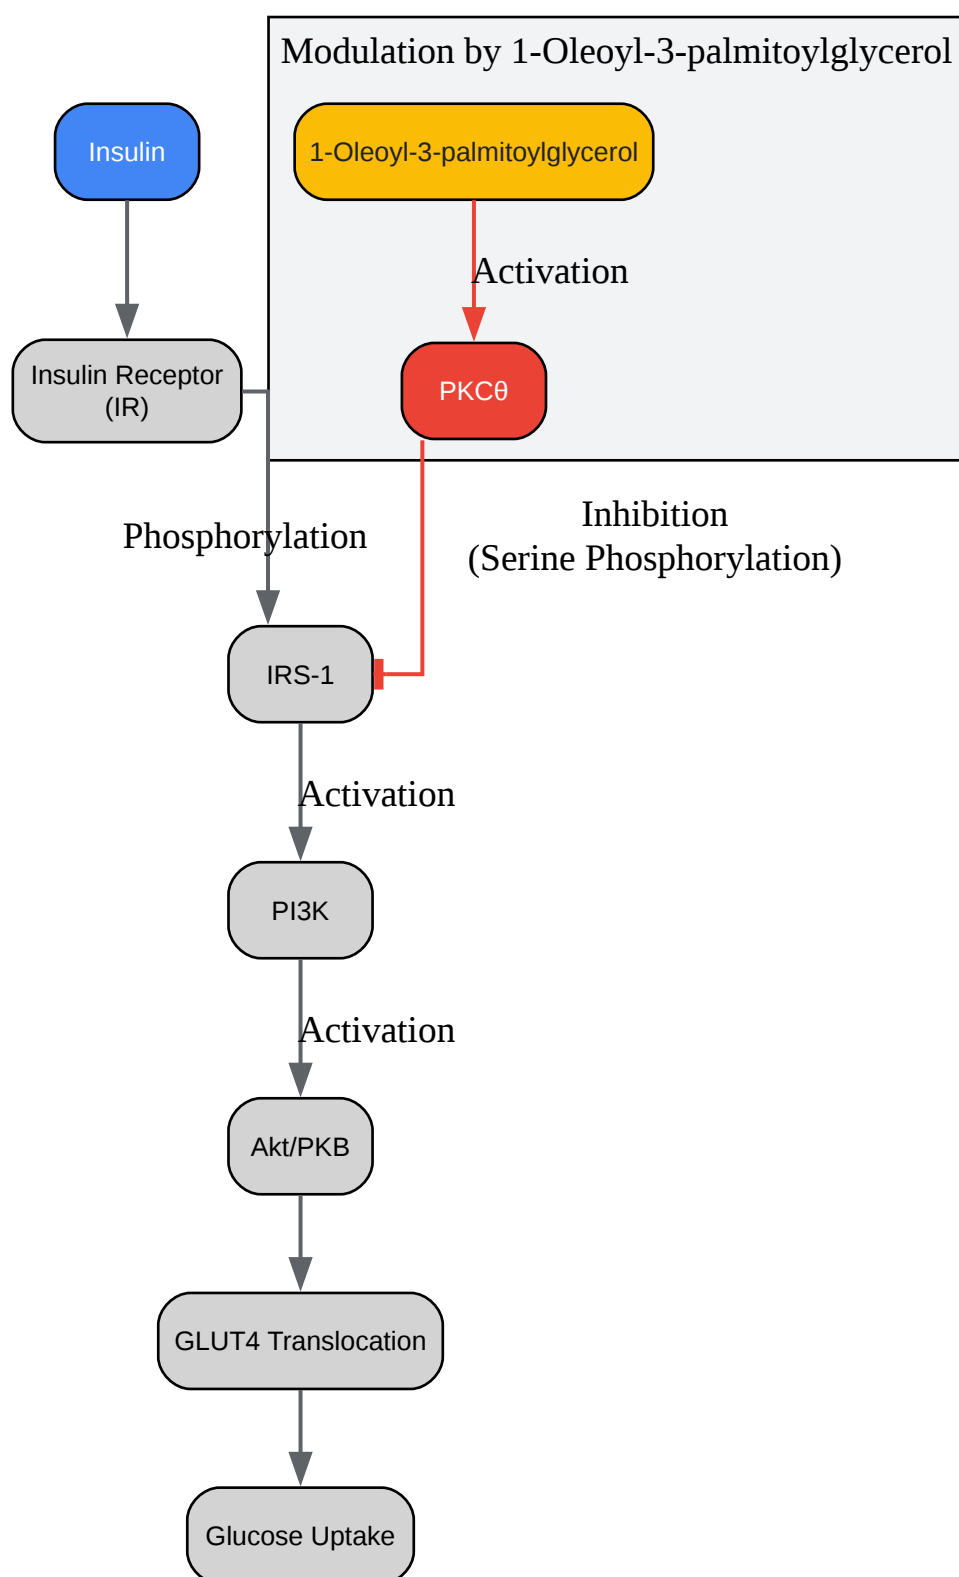 Modulation by 1-Oleoyl-3-palmitoylglycerol
Insulin
1-Oleoyl-3-palmitoylglycerol
Activation
Insulin Receptor
(IR)
PKCθ
Phosphorylation
Inhibition
(Serine Phosphorylation)
IRS-1
Activation
PI3K
Activation
Akt/PKB
GLUT4 Translocation
Glucose Uptake